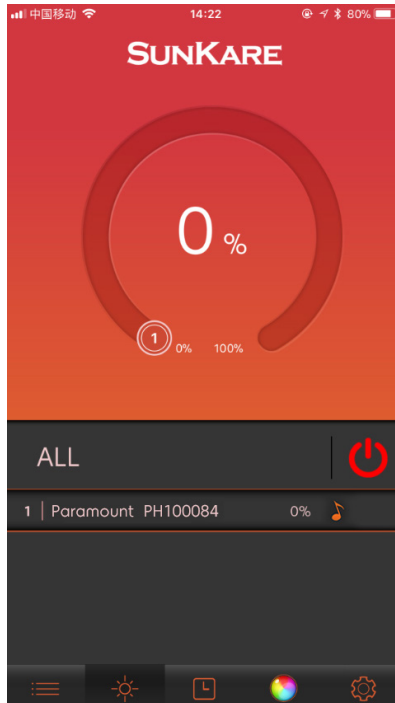 中国移动 14:22 80%
SUNKARE
0 %
1 0% 100%
ALL
1 | Paramount PH100084 0%